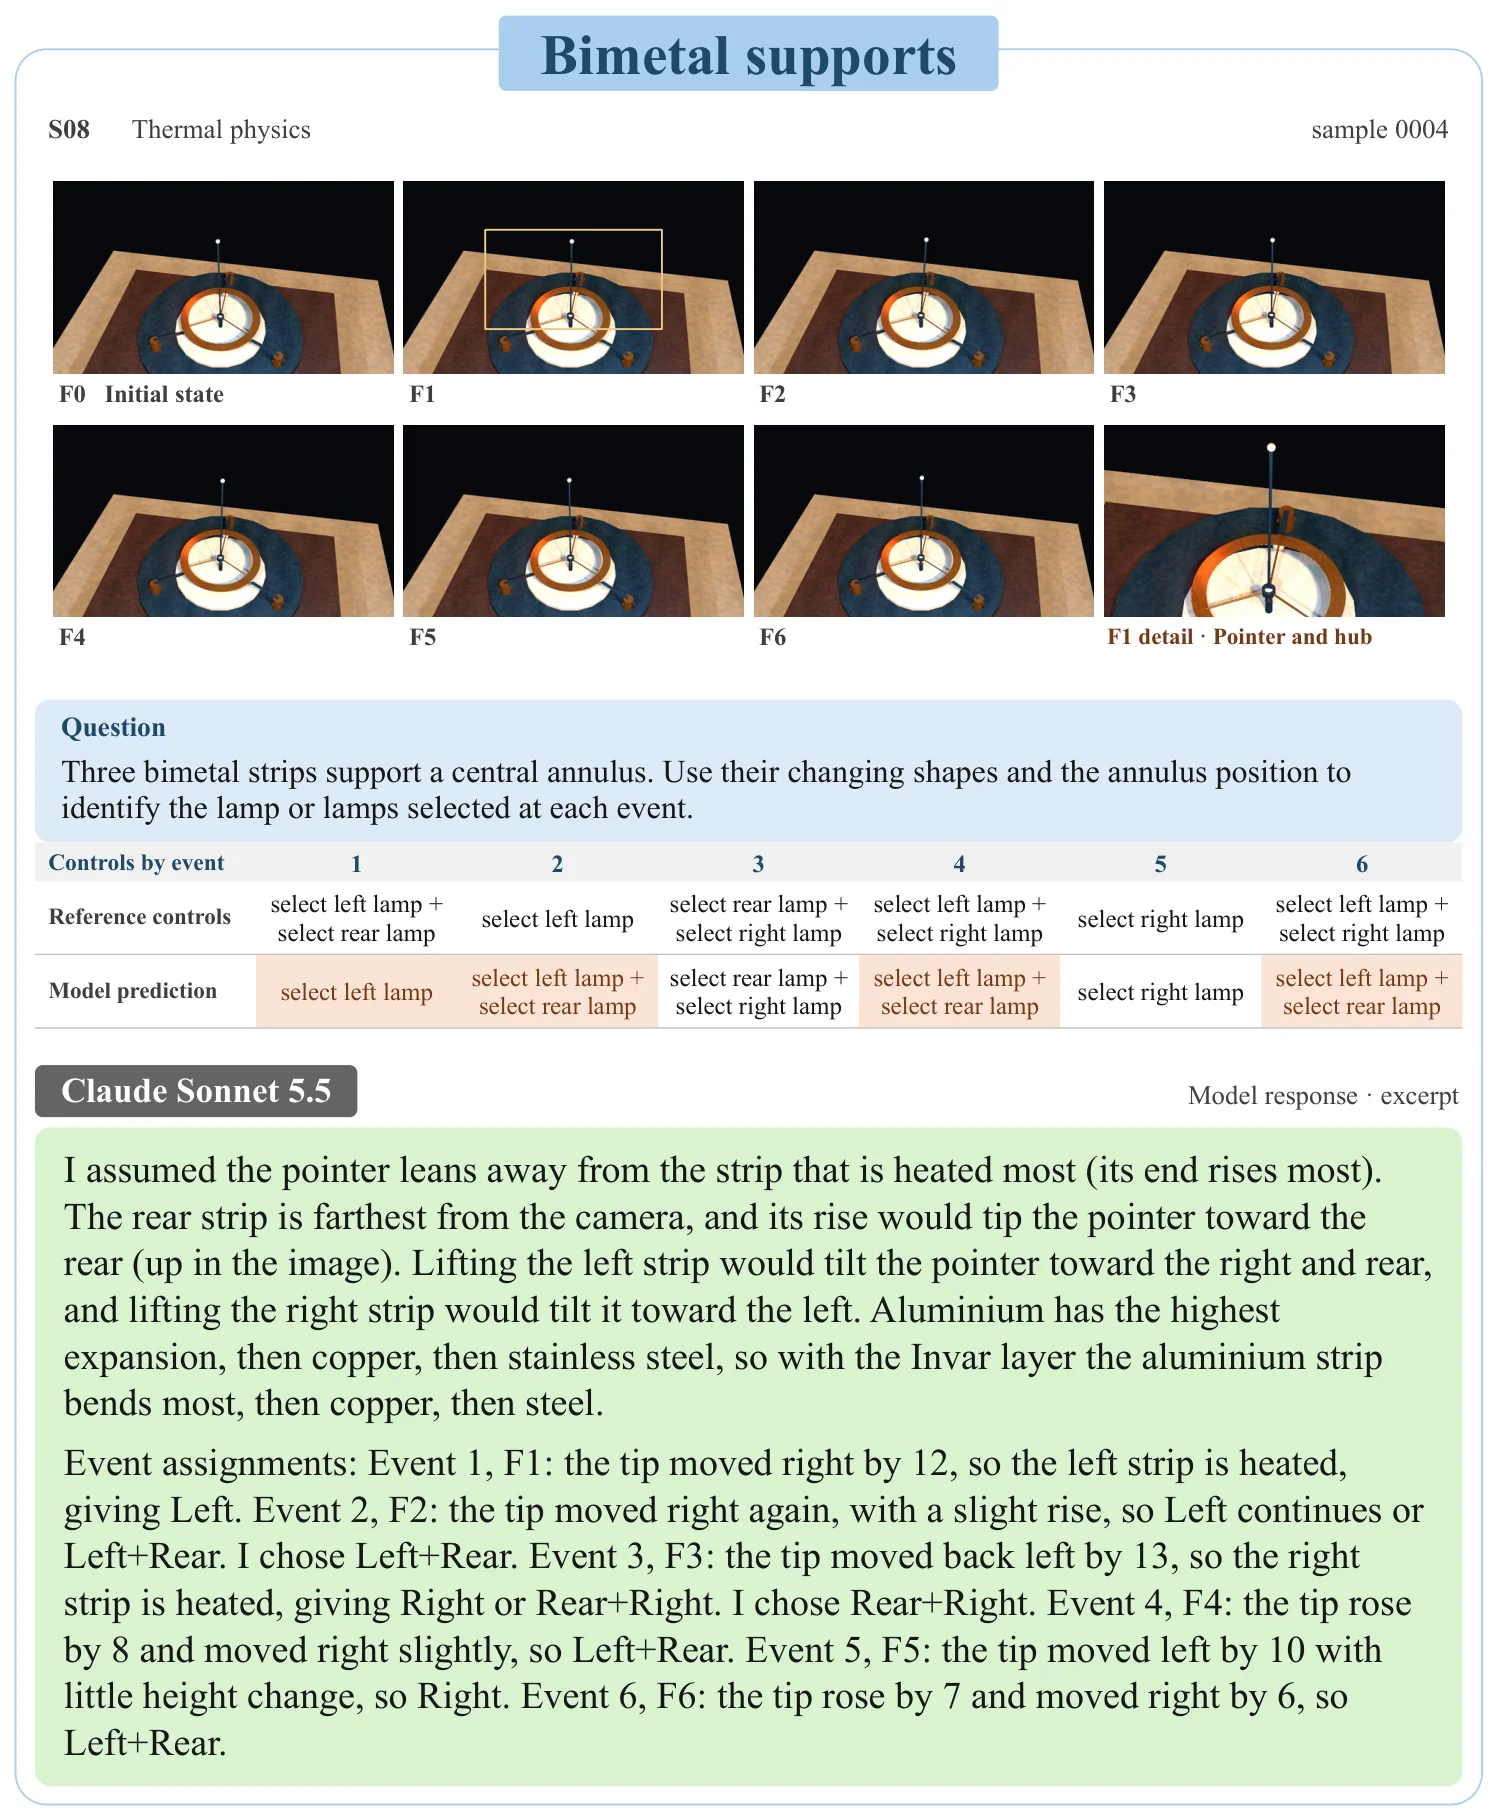 Bimetal supports
S08 Thermal physics sample 0004
F0 Initial state
F1
F2
F3
F4
F5
F6
F1 detail · Pointer and hub
Question
Three bimetal strips support a central annulus. Use their changing shapes and the annulus position to
identify the lamp or lamps selected at each event.
Controls by event 1 2 3 4 5 6
Reference controls
select left lamp +
select rear lamp
select left lamp
select rear lamp +
select right lamp
select left lamp +
select right lamp
select right lamp
select left lamp +
select right lamp
Model prediction
select left lamp
select left lamp +
select rear lamp
select rear lamp +
select right lamp
select left lamp +
select rear lamp
select right lamp
select left lamp +
select rear lamp
Claude Sonnet 5.5
Model response · excerpt
I assumed the pointer leans away from the strip that is heated most (its end rises most).
The rear strip is farthest from the camera, and its rise would tip the pointer toward the
rear (up in the image). Lifting the left strip would tilt the pointer toward the right and rear,
and lifting the right strip would tilt it toward the left. Aluminium has the highest
expansion, then copper, then stainless steel, so with the Invar layer the aluminium strip
bends most, then copper, then steel.
Event assignments: Event 1, F1: the tip moved right by 12, so the left strip is heated,
giving Left. Event 2, F2: the tip moved right again, with a slight rise, so Left continues or
Left+Rear. I chose Left+Rear. Event 3, F3: the tip moved back left by 13, so the right
strip is heated, giving Right or Rear+Right. I chose Rear+Right. Event 4, F4: the tip rose
by 8 and moved right slightly, so Left+Rear. Event 5, F5: the tip moved left by 10 with
little height change, so Right. Event 6, F6: the tip rose by 7 and moved right by 6, so
Left+Rear.